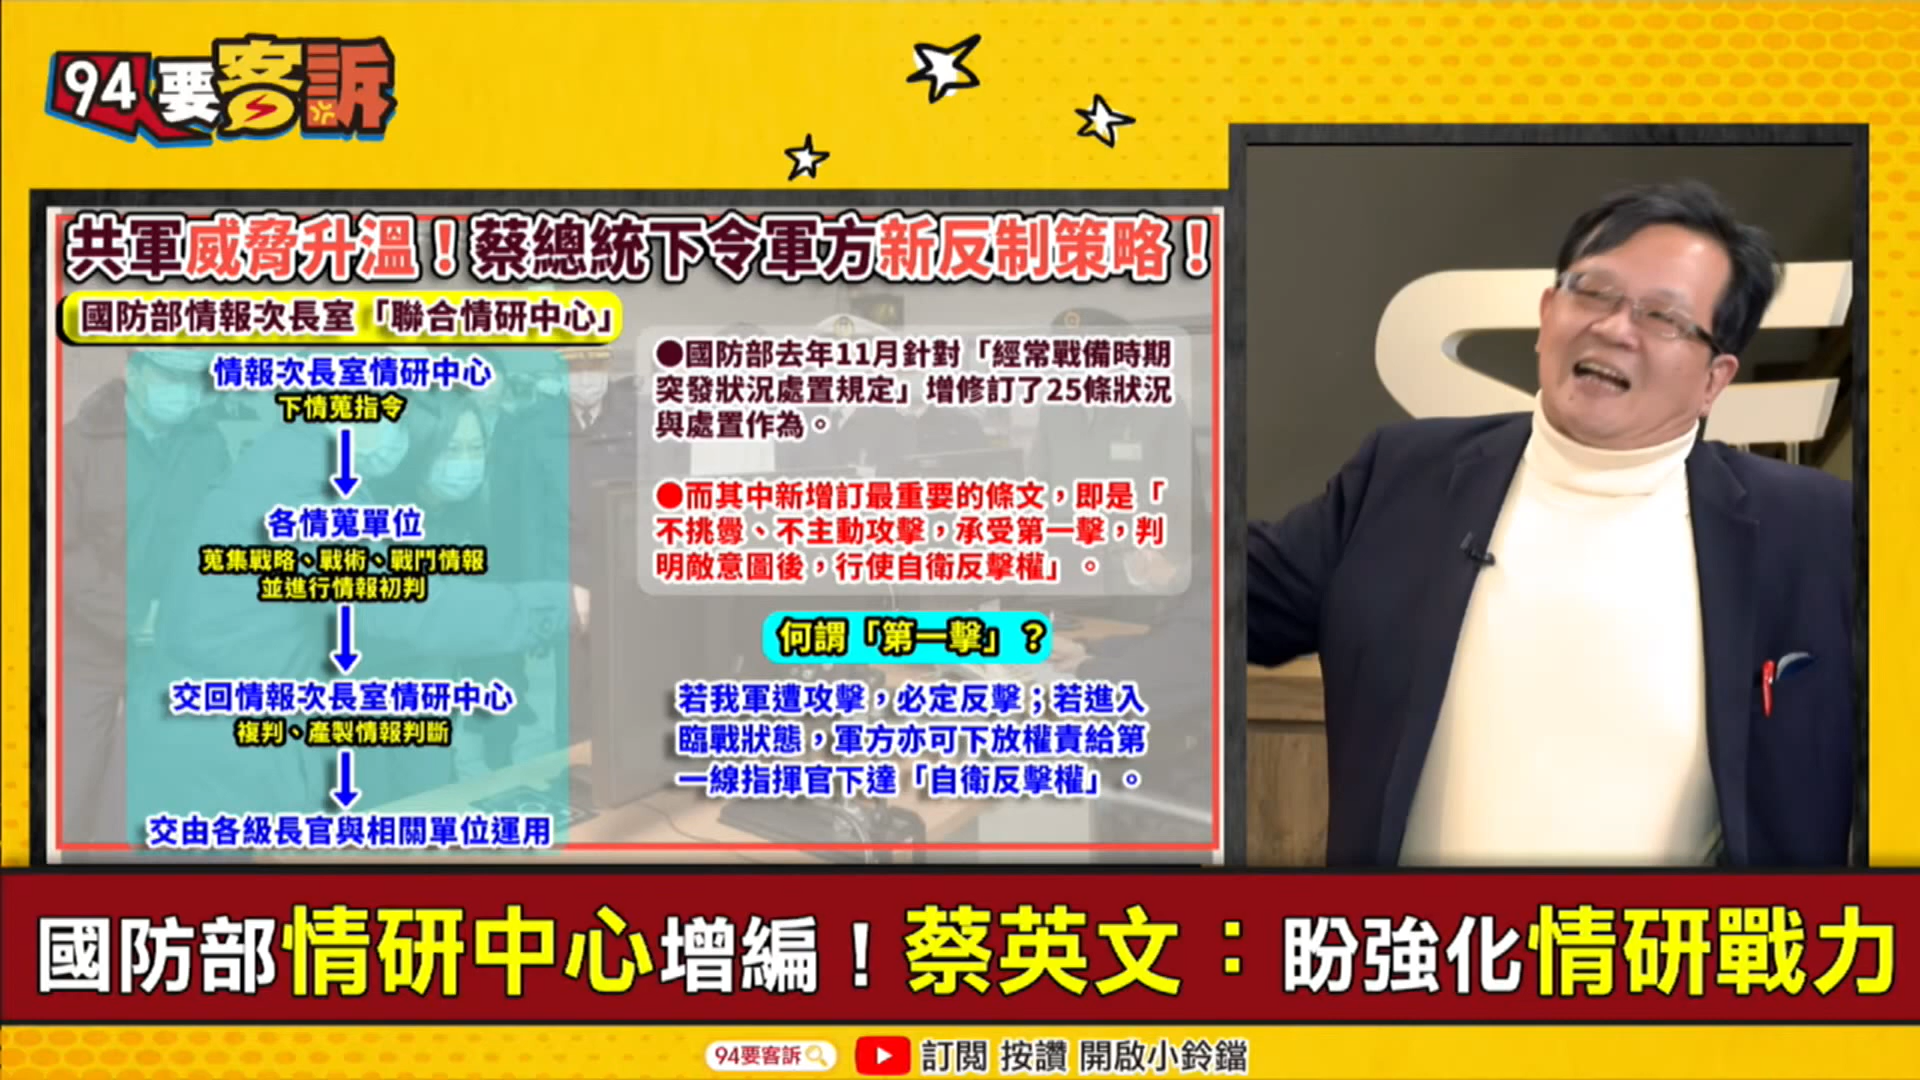 94要客訴
共軍威脅升溫！蔡總統下令軍方新反制策略！
國防部情報次長室「聯合情研中心」
情報次長室情研中心
下情蒐指令
各情蒐單位
蒐集戰略、戰術、戰鬥情報
並進行情報初判
交回情報次長室情研中心
複判、產製情報判斷
交由各級長官與相關單位運用
●國防部去年11月針對「經常戰備時期
突發狀況處置規定」增修訂了25條狀況
與處置作為。
●而其中新增訂最重要的條文，即是「
不挑釁、不主動攻擊，承受第一擊，判
明敵意圖後，行使自衛反擊權」。
何謂「第一擊」？
若我軍遭攻擊，必定反擊；若進入
臨戰狀態，軍方亦可下放權責給第
一線指揮官下達「自衛反擊權」。
國防部情研中心增編！蔡英文：盼強化情研戰力
94要客訴
訂閱 按讚 開啟小鈴鐺